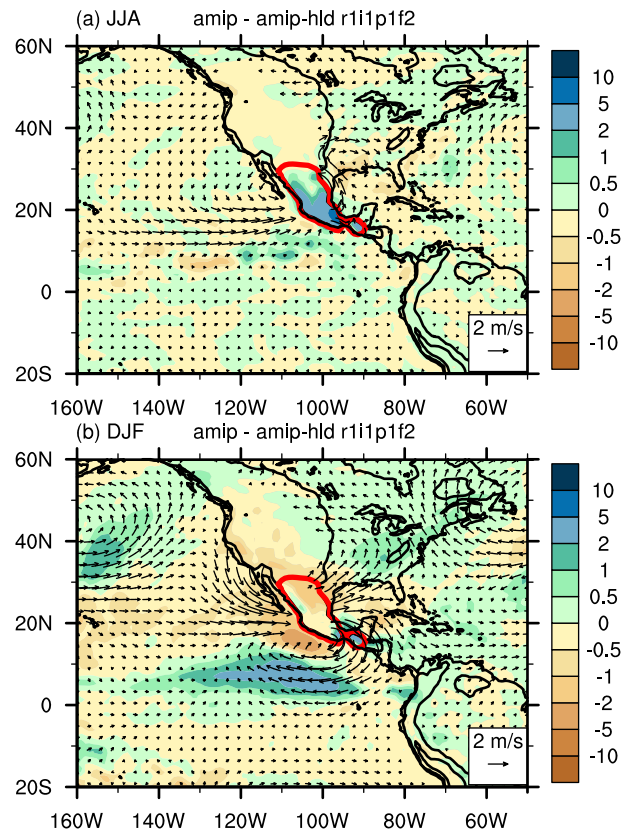 (a) JJA amip - amip-hld r1i1p1f2
60N
40N
20N
0
20S
160W 140W 120W 100W 80W 60W
2 m/s
10
5
2
1
0.5
0
-0.5
-1
-2
-5
-10
(b) DJF amip - amip-hld r1i1p1f2
60N
40N
20N
0
20S
160W 140W 120W 100W 80W 60W
2 m/s
10
5
2
1
0.5
0
-0.5
-1
-2
-5
-10